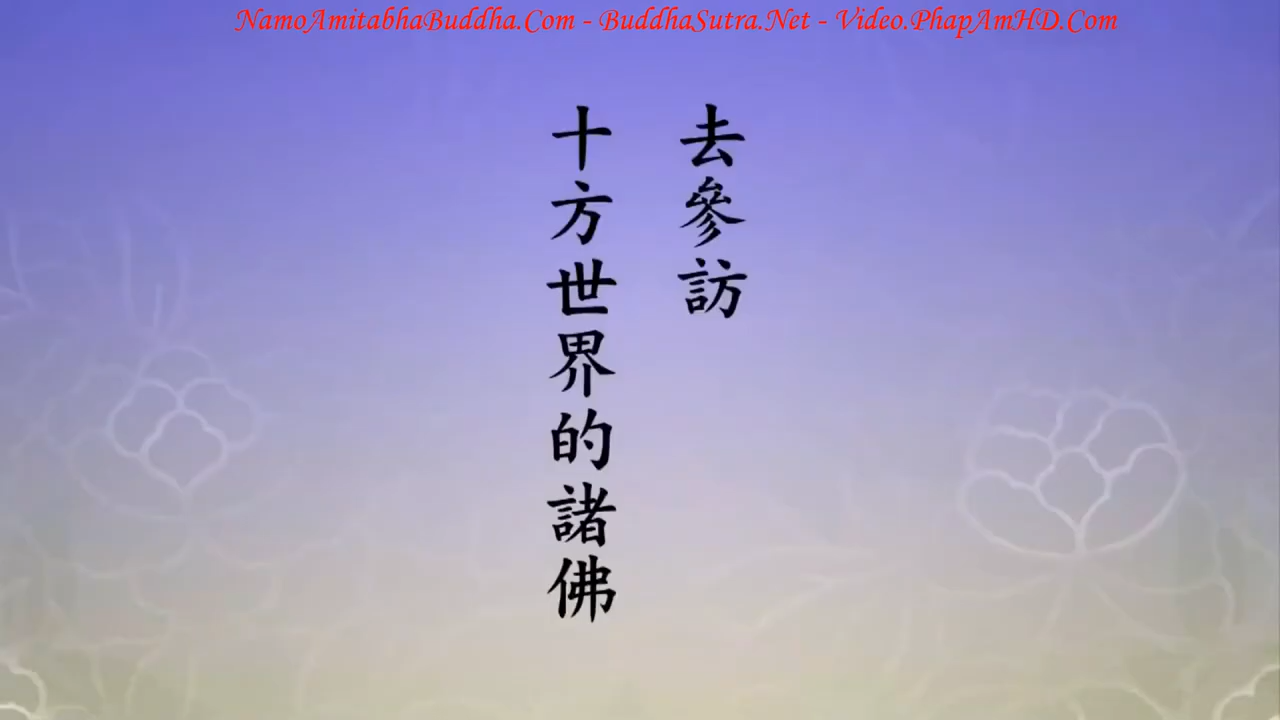 NamoAmitabhaBuddha.Com - BuddhaSutra.Net - Video.PhapAmHD.Com
去參訪
十方世界的諸佛